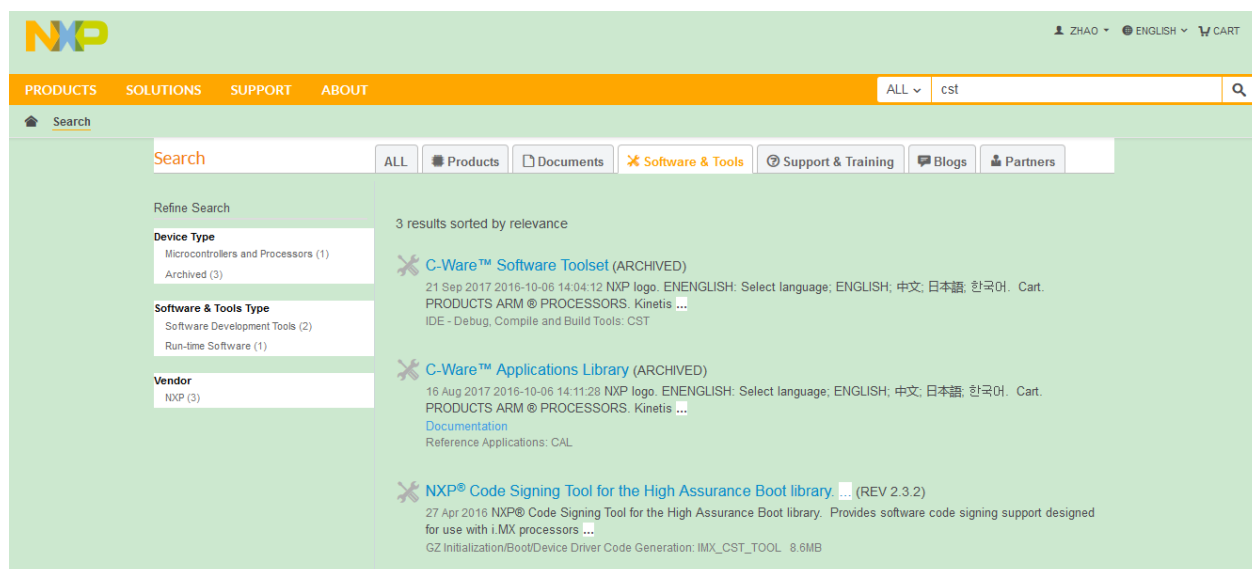 NXP
ZHAO ENGLISH CART
PRODUCTS SOLUTIONS SUPPORT ABOUT ALL cst
Search
Search ALL Products Documents Software & Tools Support & Training Blogs Partners
Refine Search
Device Type
Microcontrollers and Processors (1)
Archived (3)
Software & Tools Type
Software Development Tools (2)
Run-time Software (1)
Vendor
NXP (3)
3 results sorted by relevance
C-Ware™ Software Toolset (ARCHIVED)
21 Sep 2017 2016-10-06 14:04:12 NXP logo. ENENGLISH: Select language; ENGLISH; 中文; 日本語; 한국어. Cart.
PRODUCTS ARM ® PROCESSORS. Kinetis ...
IDE - Debug, Compile and Build Tools: CST
C-Ware™ Applications Library (ARCHIVED)
16 Aug 2017 2016-10-06 14:11:28 NXP logo. ENENGLISH: Select language; ENGLISH; 中文; 日本語; 한국어. Cart.
PRODUCTS ARM ® PROCESSORS. Kinetis ...
Documentation
Reference Applications: CAL
NXP® Code Signing Tool for the High Assurance Boot library. ... (REV 2.3.2)
27 Apr 2016 NXP® Code Signing Tool for the High Assurance Boot library. Provides software code signing support designed
for use with i.MX processors ...
GZ Initialization/Boot/Device Driver Code Generation: IMX_CST_TOOL 8.6MB